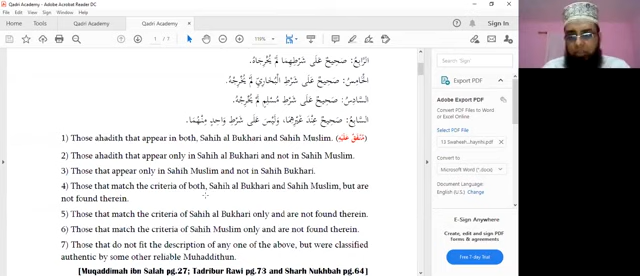 Qadri Academy - Adobe Acrobat Reader DC
File Edit View Sign Window Help
Home Tools Qadri Academy Qadri Academy Sign In
1 / ? 119%
الرَّابِعُ: صَحِيحٌ عَلَى شَرْطِهِمَا لَمْ يُخَرِّجَاهُ
الْخَامِسُ: صَحِيحٌ عَلَى شَرْطِ الْبُخَارِيِّ لَمْ يُخَرِّجْهُ
السَّادِسُ: صَحِيحٌ عَلَى شَرْطِ مُسْلِمٍ لَمْ يُخَرِّجْهُ
السَّابِعُ: صَحِيحٌ عِنْدَ غَيْرِهِمَا، وَلَيْسَ عَلَى شَرْطِ وَاحِدٍ مِنْهُمَا.
1) Those ahadith that appear in both, Sahih al Bukhari and Sahih Muslim. (مُتَّفَقٌ عَلَيْهِ)
2) Those ahadith that appear only in Sahih al Bukhari and not in Sahih Muslim.
3) Those that appear only in Sahih Muslim and not in Sahih Bukhari.
4) Those that match the criteria of both, Sahih al Bukhari and Sahih Muslim, but are
not found therein.
5) Those that match the criteria of Sahih al Bukhari only and are not found therein.
6) Those that match the criteria of Sahih Muslim only and are not found therein.
7) Those that do not fit the description of any one of the above, but were classified
authentic by some other reliable Muhaddithun.
[Muqaddimah ibn Salah pg.27; Tadribur Rawi pg.73 and Sharh Nukhbah pg.64]
Export PDF
Adobe Export PDF
Convert PDF Files to Word
or Excel Online
Select PDF File
Convert to
Microsoft Word (*.docx)
Document Language:
English (U.S.) Change
E-Sign Anywhere
Create, edit and sign PDF
forms & agreements
Free 7-day Trial